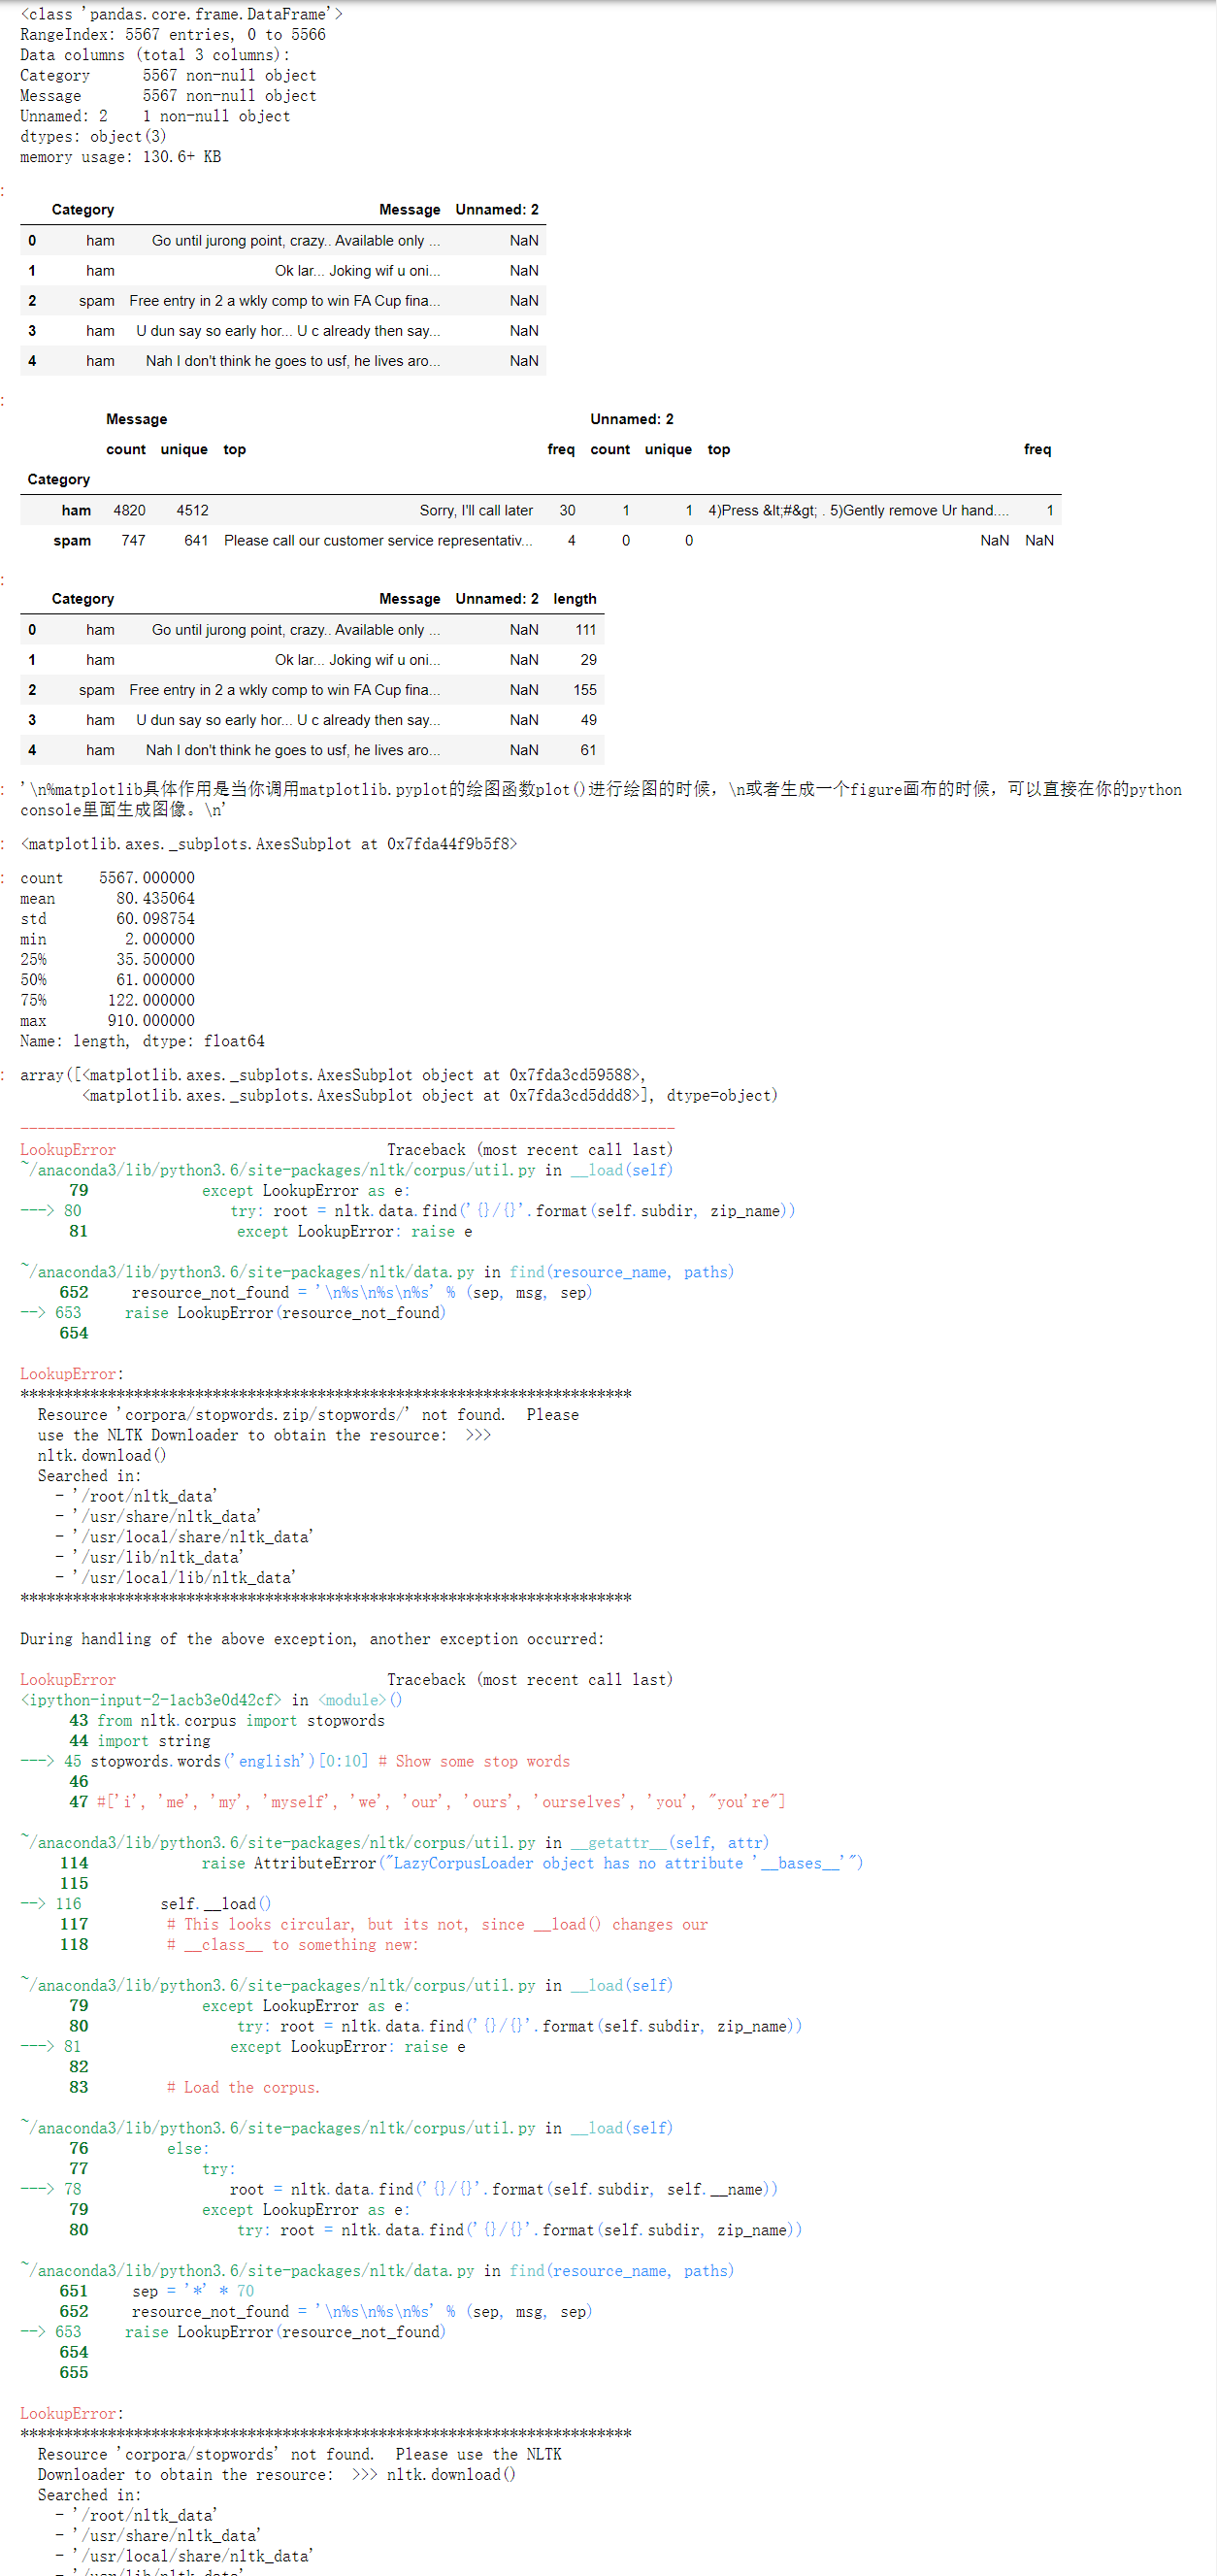 <class 'pandas.core.frame.DataFrame'>
RangeIndex: 5567 entries, 0 to 5566
Data columns (total 3 columns):
Category      5567 non-null object
Message       5567 non-null object
Unnamed: 2    1 non-null object
dtypes: object(3)
memory usage: 130.6+ KB
:
Category Message Unnamed: 2
0 ham Go until jurong point, crazy.. Available only ... NaN
1 ham Ok lar... Joking wif u oni... NaN
2 spam Free entry in 2 a wkly comp to win FA Cup fina... NaN
3 ham U dun say so early hor... U c already then say... NaN
4 ham Nah I don't think he goes to usf, he lives aro... NaN
:
Message Unnamed: 2
count unique top freq count unique top freq
Category
ham 4820 4512 Sorry, I'll call later 30 1 1 4)Press &lt;#&gt; . 5)Gently remove Ur hand.... 1
spam 747 641 Please call our customer service representativ... 4 0 0 NaN NaN
:
Category Message Unnamed: 2 length
0 ham Go until jurong point, crazy.. Available only ... NaN 111
1 ham Ok lar... Joking wif u oni... NaN 29
2 spam Free entry in 2 a wkly comp to win FA Cup fina... NaN 155
3 ham U dun say so early hor... U c already then say... NaN 49
4 ham Nah I don't think he goes to usf, he lives aro... NaN 61
: '\n%matplotlib具体作用是当你调用matplotlib.pyplot的绘图函数plot()进行绘图的时候，\n或者生成一个figure画布的时候，可以直接在你的python
console里面生成图像。\n'
: <matplotlib.axes._subplots.AxesSubplot at 0x7fda44f9b5f8>
: count    5567.000000
mean       80.435064
std        60.098754
min         2.000000
25%        35.500000
50%        61.000000
75%       122.000000
max       910.000000
Name: length, dtype: float64
: array([<matplotlib.axes._subplots.AxesSubplot object at 0x7fda3cd59588>,
<matplotlib.axes._subplots.AxesSubplot object at 0x7fda3cd5ddd8>], dtype=object)
---------------------------------------------------------------------------
LookupError                               Traceback (most recent call last)
~/anaconda3/lib/python3.6/site-packages/nltk/corpus/util.py in __load(self)
79             except LookupError as e:
---> 80                 try: root = nltk.data.find('{}/{}'.format(self.subdir, zip_name))
81                 except LookupError: raise e
~/anaconda3/lib/python3.6/site-packages/nltk/data.py in find(resource_name, paths)
652     resource_not_found = '\n%s\n%s\n%s' % (sep, msg, sep)
--> 653     raise LookupError(resource_not_found)
654
LookupError:
**********************************************************************
Resource 'corpora/stopwords.zip/stopwords/' not found.  Please
use the NLTK Downloader to obtain the resource:  >>>
nltk.download()
Searched in:
- '/root/nltk_data'
- '/usr/share/nltk_data'
- '/usr/local/share/nltk_data'
- '/usr/lib/nltk_data'
- '/usr/local/lib/nltk_data'
**********************************************************************
During handling of the above exception, another exception occurred:
LookupError                               Traceback (most recent call last)
<ipython-input-2-1acb3e0d42cf> in <module>()
43 from nltk.corpus import stopwords
44 import string
---> 45 stopwords.words('english')[0:10] # Show some stop words
46
47 #['i', 'me', 'my', 'myself', 'we', 'our', 'ours', 'ourselves', 'you', "you're"]
~/anaconda3/lib/python3.6/site-packages/nltk/corpus/util.py in __getattr__(self, attr)
114             raise AttributeError("LazyCorpusLoader object has no attribute '__bases__'")
115
--> 116         self.__load()
117         # This looks circular, but its not, since __load() changes our
118         # __class__ to something new:
~/anaconda3/lib/python3.6/site-packages/nltk/corpus/util.py in __load(self)
79             except LookupError as e:
80                 try: root = nltk.data.find('{}/{}'.format(self.subdir, zip_name))
---> 81                 except LookupError: raise e
82
83         # Load the corpus.
~/anaconda3/lib/python3.6/site-packages/nltk/corpus/util.py in __load(self)
76         else:
77             try:
---> 78                 root = nltk.data.find('{}/{}'.format(self.subdir, self.__name))
79             except LookupError as e:
80                 try: root = nltk.data.find('{}/{}'.format(self.subdir, zip_name))
~/anaconda3/lib/python3.6/site-packages/nltk/data.py in find(resource_name, paths)
651     sep = '*' * 70
652     resource_not_found = '\n%s\n%s\n%s' % (sep, msg, sep)
--> 653     raise LookupError(resource_not_found)
654
655
LookupError:
**********************************************************************
Resource 'corpora/stopwords' not found.  Please use the NLTK
Downloader to obtain the resource:  >>> nltk.download()
Searched in:
- '/root/nltk_data'
- '/usr/share/nltk_data'
- '/usr/local/share/nltk_data'